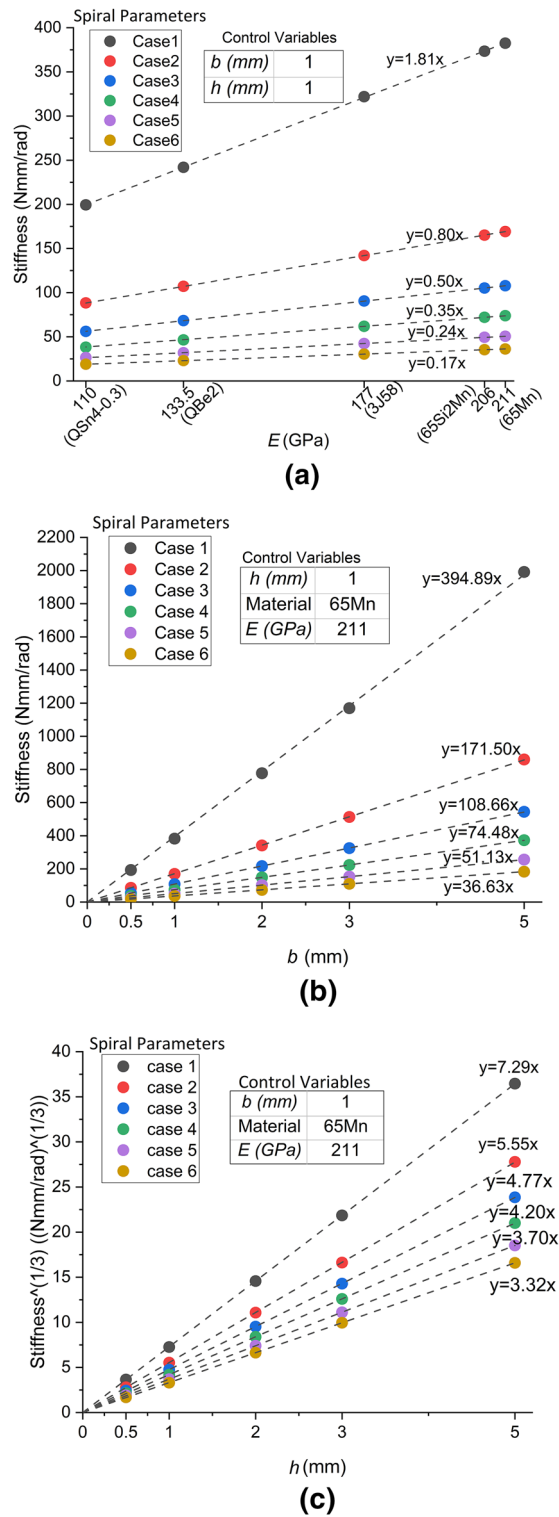 Spiral Parameters
Case1
Case2
Case3
Case4
Case5
Case6
Control Variables
b (mm) 1
h (mm) 1
y=1.81x
y=0.80x
y=0.50x
y=0.35x
y=0.24x
y=0.17x
Stiffness (Nmm/rad)
400
350
300
250
200
150
100
50
0
110 (QSn4-0.3)
133.5 (QBe2)
177 (3J58)
206 (65Si2Mn)
211 (65Mn)
E (GPa)
(a)
Spiral Parameters
Case 1
Case 2
Case 3
Case 4
Case 5
Case 6
Control Variables
h (mm) 1
Material 65Mn
E (GPa) 211
y=394.89x
y=171.50x
y=108.66x
y=74.48x
y=51.13x
y=36.63x
Stiffness (Nmm/rad)
2200
2000
1800
1600
1400
1200
1000
800
600
400
200
0
0 0.5 1 2 3 5
b (mm)
(b)
Spiral Parameters
case 1
case 2
case 3
case 4
case 5
case 6
Control Variables
b (mm) 1
Material 65Mn
E (GPa) 211
y=7.29x
y=5.55x
y=4.77x
y=4.20x
y=3.70x
y=3.32x
Stiffness^(1/3) ((Nmm/rad)^(1/3))
40
35
30
25
20
15
10
5
0
0 0.5 1 2 3 5
h (mm)
(c)